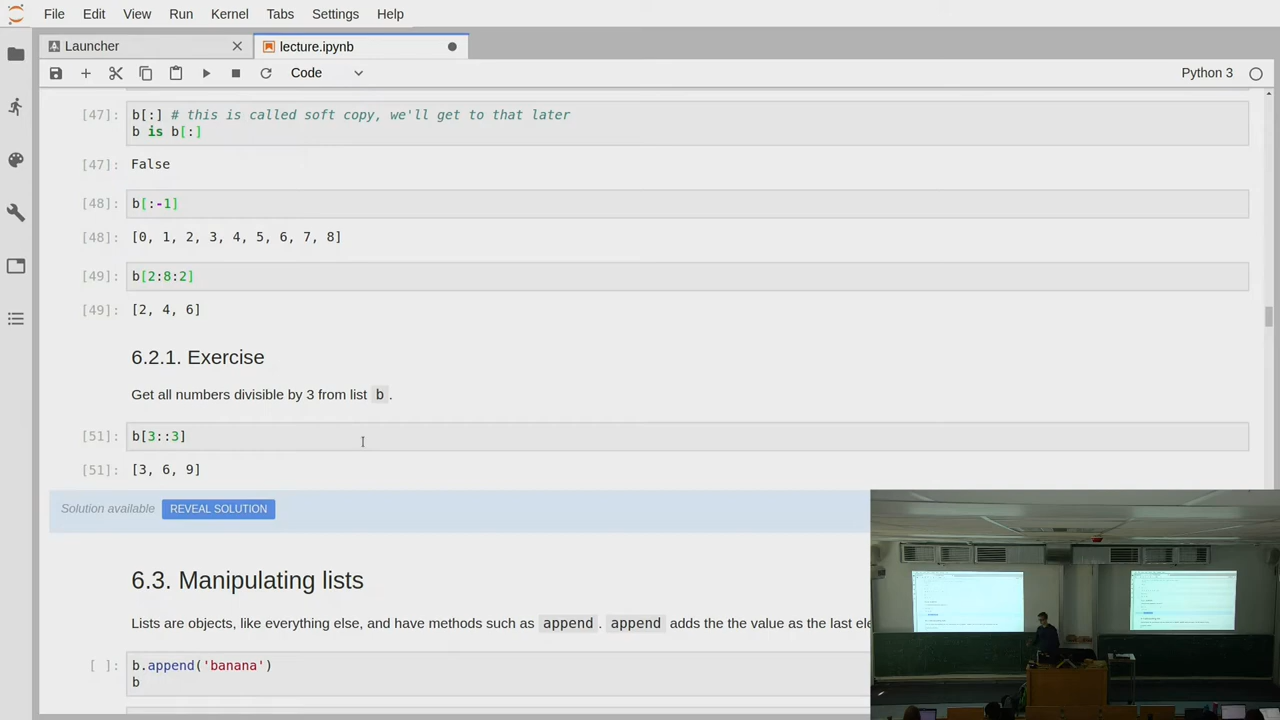 File Edit View Run Kernel Tabs Settings Help
Launcher
lecture.ipynb
Code
Python 3
[47]: b[:] # this is called soft copy, we'll get to that later
b is b[:]
[47]: False
[48]: b[:-1]
[48]: [0, 1, 2, 3, 4, 5, 6, 7, 8]
[49]: b[2:8:2]
[49]: [2, 4, 6]
6.2.1. Exercise
Get all numbers divisible by 3 from list b.
[51]: b[3::3]
[51]: [3, 6, 9]
Solution available REVEAL SOLUTION
6.3. Manipulating lists
Lists are objects, like everything else, and have methods such as append. append adds the the value as the last ele
[ ]: b.append('banana')
b